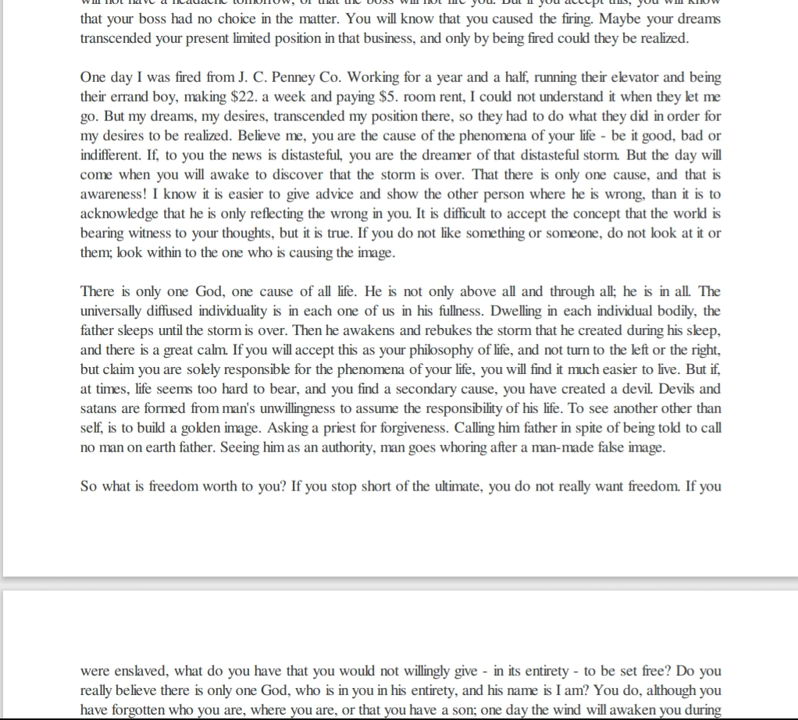 will not have a headache tomorrow, or that the boss will not fire you. But if you accept this, you will know
that your boss had no choice in the matter. You will know that you caused the firing. Maybe your dreams
transcended your present limited position in that business, and only by being fired could they be realized.
One day I was fired from J. C. Penney Co. Working for a year and a half, running their elevator and being
their errand boy, making $22. a week and paying $5. room rent, I could not understand it when they let me
go. But my dreams, my desires, transcended my position there, so they had to do what they did in order for
my desires to be realized. Believe me, you are the cause of the phenomena of your life - be it good, bad or
indifferent. If, to you the news is distasteful, you are the dreamer of that distasteful storm. But the day will
come when you will awake to discover that the storm is over. That there is only one cause, and that is
awareness! I know it is easier to give advice and show the other person where he is wrong, than it is to
acknowledge that he is only reflecting the wrong in you. It is difficult to accept the concept that the world is
bearing witness to your thoughts, but it is true. If you do not like something or someone, do not look at it or
them; look within to the one who is causing the image.
There is only one God, one cause of all life. He is not only above all and through all; he is in all. The
universally diffused individuality is in each one of us in his fullness. Dwelling in each individual bodily, the
father sleeps until the storm is over. Then he awakens and rebukes the storm that he created during his sleep,
and there is a great calm. If you will accept this as your philosophy of life, and not turn to the left or the right,
but claim you are solely responsible for the phenomena of your life, you will find it much easier to live. But if,
at times, life seems too hard to bear, and you find a secondary cause, you have created a devil. Devils and
satans are formed from man's unwillingness to assume the responsibility of his life. To see another other than
self, is to build a golden image. Asking a priest for forgiveness. Calling him father in spite of being told to call
no man on earth father. Seeing him as an authority, man goes whoring after a man-made false image.
So what is freedom worth to you? If you stop short of the ultimate, you do not really want freedom. If you
were enslaved, what do you have that you would not willingly give - in its entirety - to be set free? Do you
really believe there is only one God, who is in you in his entirety, and his name is I am? You do, although you
have forgotten who you are, where you are, or that you have a son; one day the wind will awaken you during